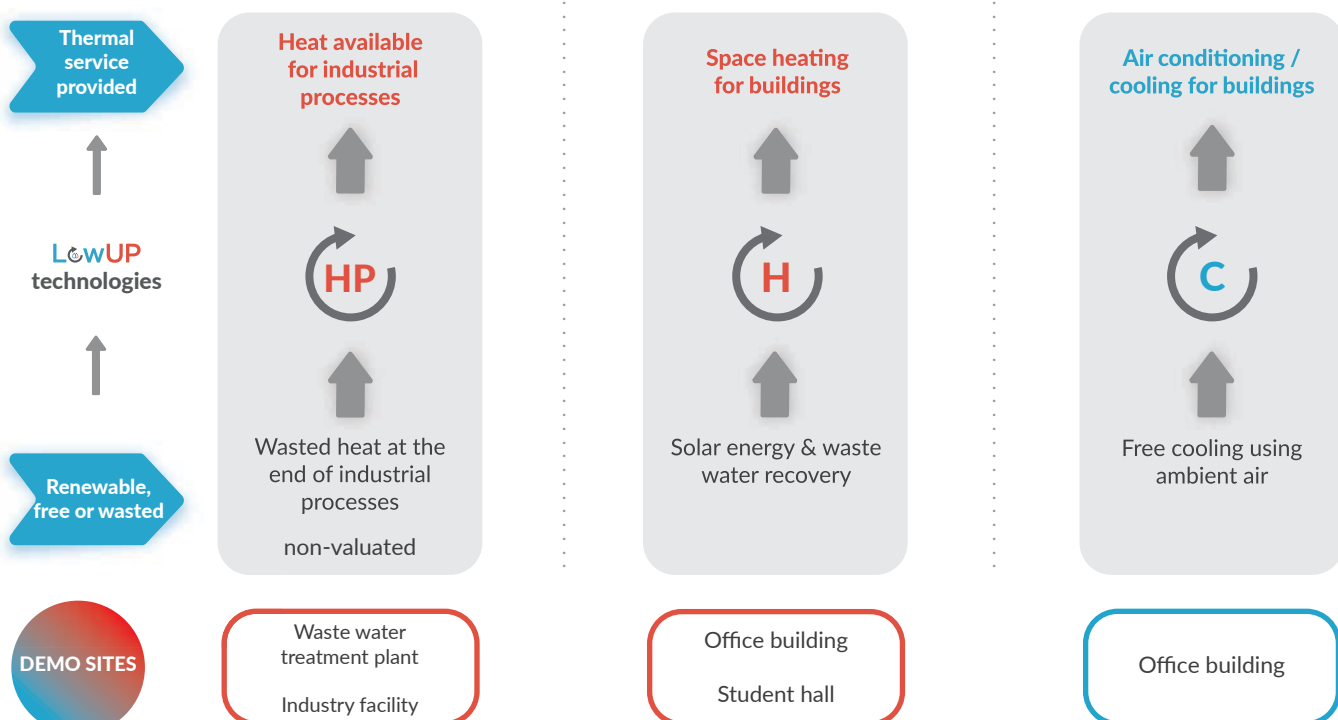 Thermal
service
provided
Heat available
for industrial
processes
Space heating
for buildings
Air conditioning /
cooling for buildings
LowUP
technologies
HP
H
C
Renewable,
free or wasted
Wasted heat at the
end of industrial
processes
non-valuated
Solar energy & waste
water recovery
Free cooling using
ambient air
DEMO SITES
Waste water
treatment plant
Industry facility
Office building
Student hall
Office building